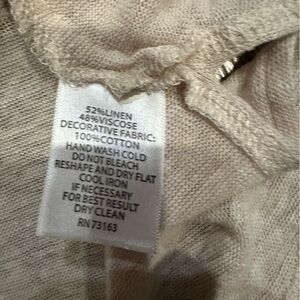 52%LINEN
48%VISCOSE
DECORATIVE FABRIC:
100%COTTON
HAND WASH COLD
DO NOT BLEACH
RESHAPE AND DRY FLAT
COOL IRON
IF NECESSARY
FOR BEST RESULT
DRY CLEAN
RN 73163